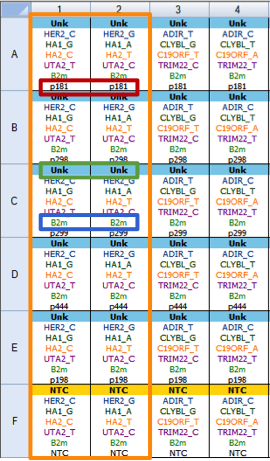 1 2 3 4
Unk Unk Unk Unk
HER2_C HER2_G ADIR_T ADIR_C
HA1_G HA1_A CLYBL_G CLYBL_T
A HA2_C HA2_T C19ORF_T C19ORF_A
UTA2_T UTA2_C TRIM22_C TRIM22_T
B2m B2m B2m B2m
p181 p181 p181 p181
Unk Unk Unk Unk
HER2_C HER2_G ADIR_T ADIR_C
HA1_G HA1_A CLYBL_G CLYBL_T
B HA2_C HA2_T C19ORF_T C19ORF_A
UTA2_T UTA2_C TRIM22_C TRIM22_T
B2m B2m B2m B2m
p298 p298 p298 p298
Unk Unk Unk Unk
HER2_C HER2_G ADIR_T ADIR_C
HA1_G HA1_A CLYBL_G CLYBL_T
C HA2_C HA2_T C19ORF_T C19ORF_A
UTA2_T UTA2_C TRIM22_C TRIM22_T
B2m B2m B2m B2m
p299 p299 p299 p299
Unk Unk Unk Unk
HER2_C HER2_G ADIR_T ADIR_C
HA1_G HA1_A CLYBL_G CLYBL_T
D HA2_C HA2_T C19ORF_T C19ORF_A
UTA2_T UTA2_C TRIM22_C TRIM22_T
B2m B2m B2m B2m
p444 p444 p444 p444
Unk Unk Unk Unk
HER2_C HER2_G ADIR_T ADIR_C
HA1_G HA1_A CLYBL_G CLYBL_T
E HA2_C HA2_T C19ORF_T C19ORF_A
UTA2_T UTA2_C TRIM22_C TRIM22_T
B2m B2m B2m B2m
p198 p198 p198 p198
NTC NTC NTC NTC
HER2_C HER2_G ADIR_T ADIR_C
HA1_G HA1_A CLYBL_G CLYBL_T
F HA2_C HA2_T C19ORF_T C19ORF_A
UTA2_T UTA2_C TRIM22_C TRIM22_T
B2m B2m B2m B2m
NTC NTC NTC NTC